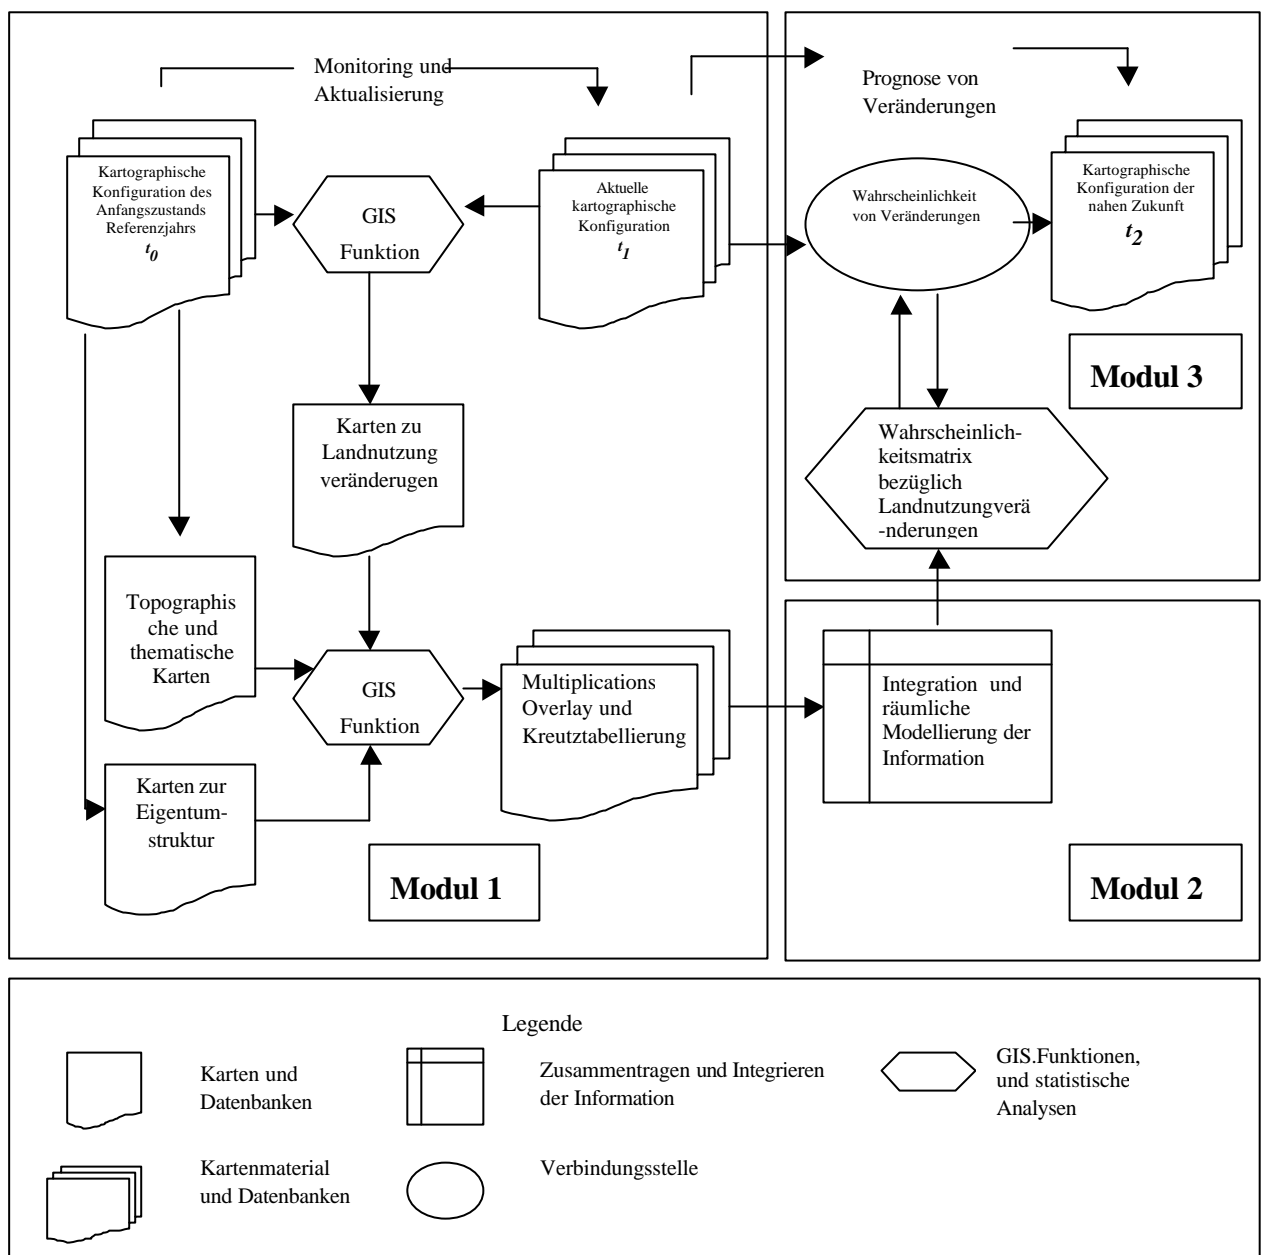 Monitoring und
Aktualisierung
Kartographische
Konfiguration des
Anfangszustands
Referenzjahrs
t0
GIS
Funktion
Aktuelle
kartographische
Konfiguration
t1
Karten zu
Landnutzung
veränderugen
Topographis
che und
thematische
Karten
GIS
Funktion
Multiplications
Overlay und
Kreutztabellierung
Karten zur
Eigentum-
struktur
Modul 1
Prognose von
Veränderungen
Wahrscheinlichkeit
von Veränderungen
Kartographische
Konfiguration der
nahen Zukunft
t2
Modul 3
Wahrscheinlich-
keitsmatrix
bezüglich
Landnutzungverä
-nderungen
Integration und
räumliche
Modellierung der
Information
Modul 2
Legende
Karten und
Datenbanken
Zusammentragen und Integrieren
der Information
GIS.Funktionen,
und statistische
Analysen
Kartenmaterial
und Datenbanken
Verbindungsstelle